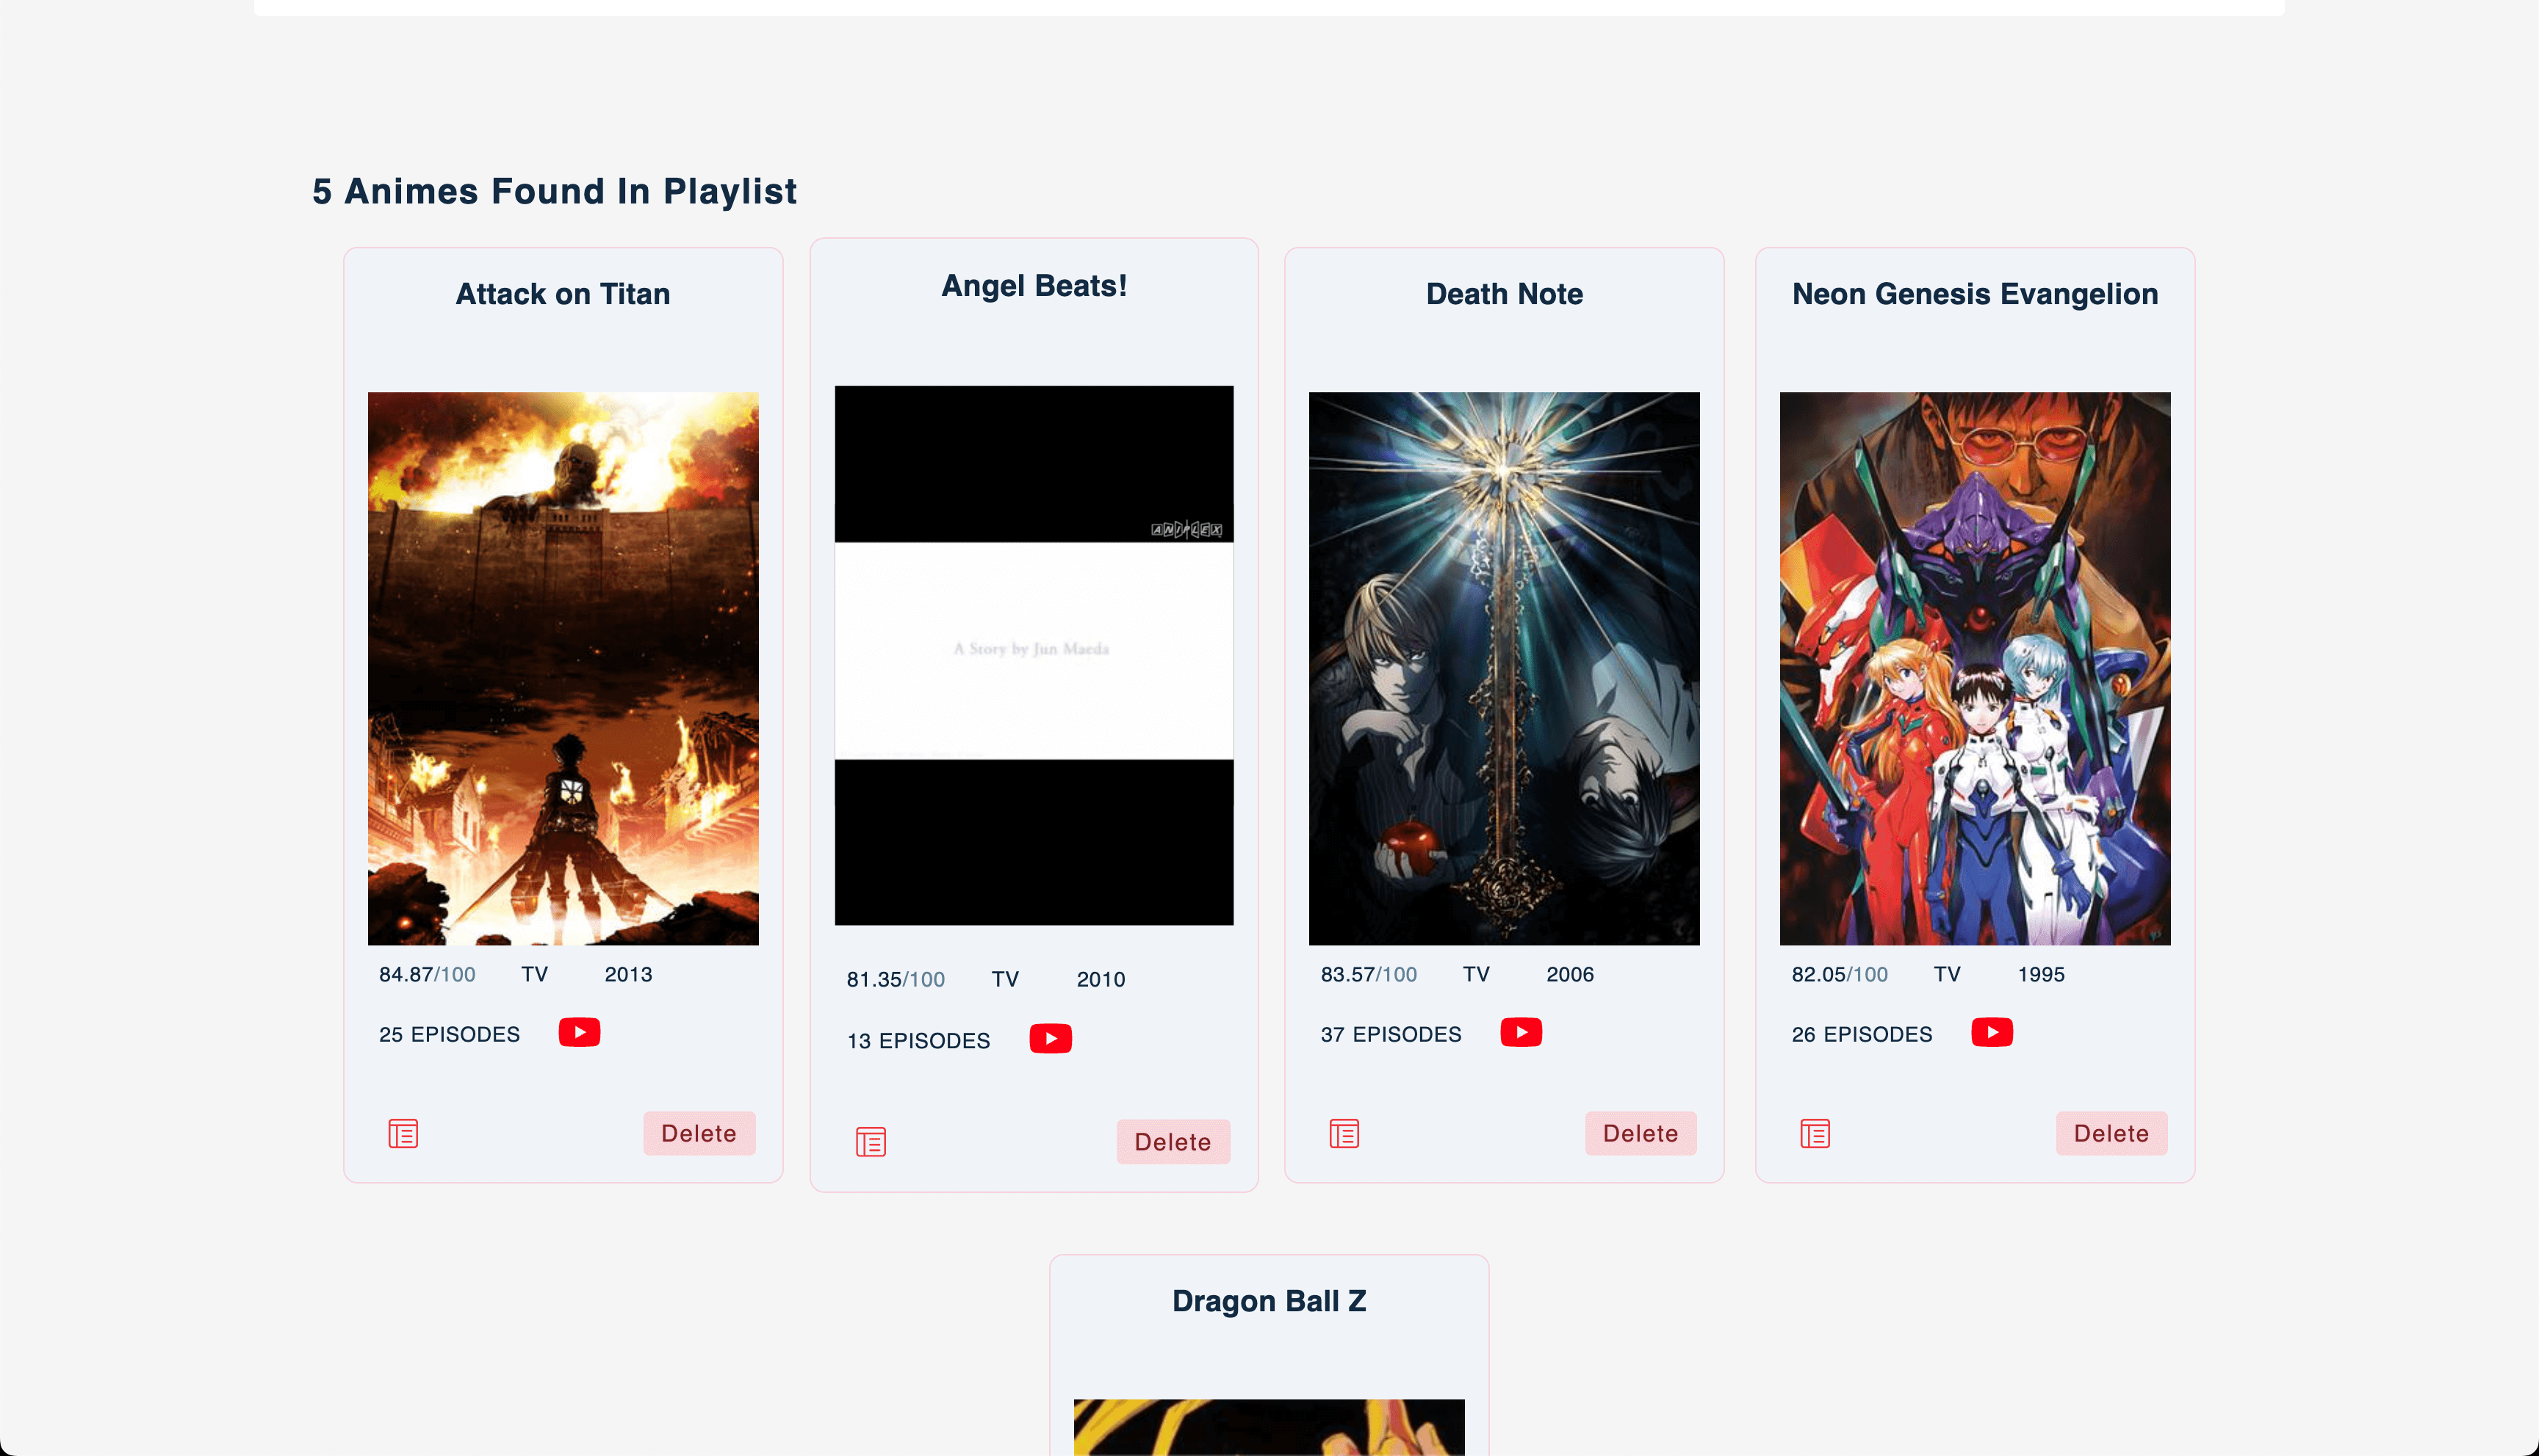 5 Animes Found In Playlist
Attack on Titan
84.87/100 TV 2013
25 EPISODES
Delete
Angel Beats!
ANIPLEX
A Story by Jun Maeda
81.35/100 TV 2010
13 EPISODES
Delete
Death Note
83.57/100 TV 2006
37 EPISODES
Delete
Neon Genesis Evangelion
82.05/100 TV 1995
26 EPISODES
Delete
Dragon Ball Z